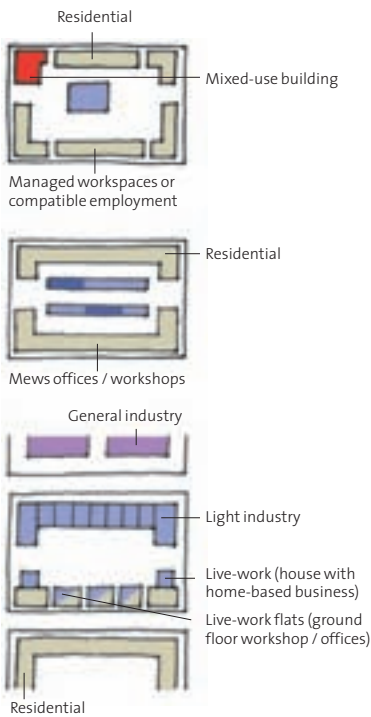 Residential
Mixed-use building
Managed workspaces or
compatible employment
Residential
Mews offices / workshops
General industry
Light industry
Live-work (house with
home-based business)
Live-work flats (ground
floor workshop / offices)
Residential